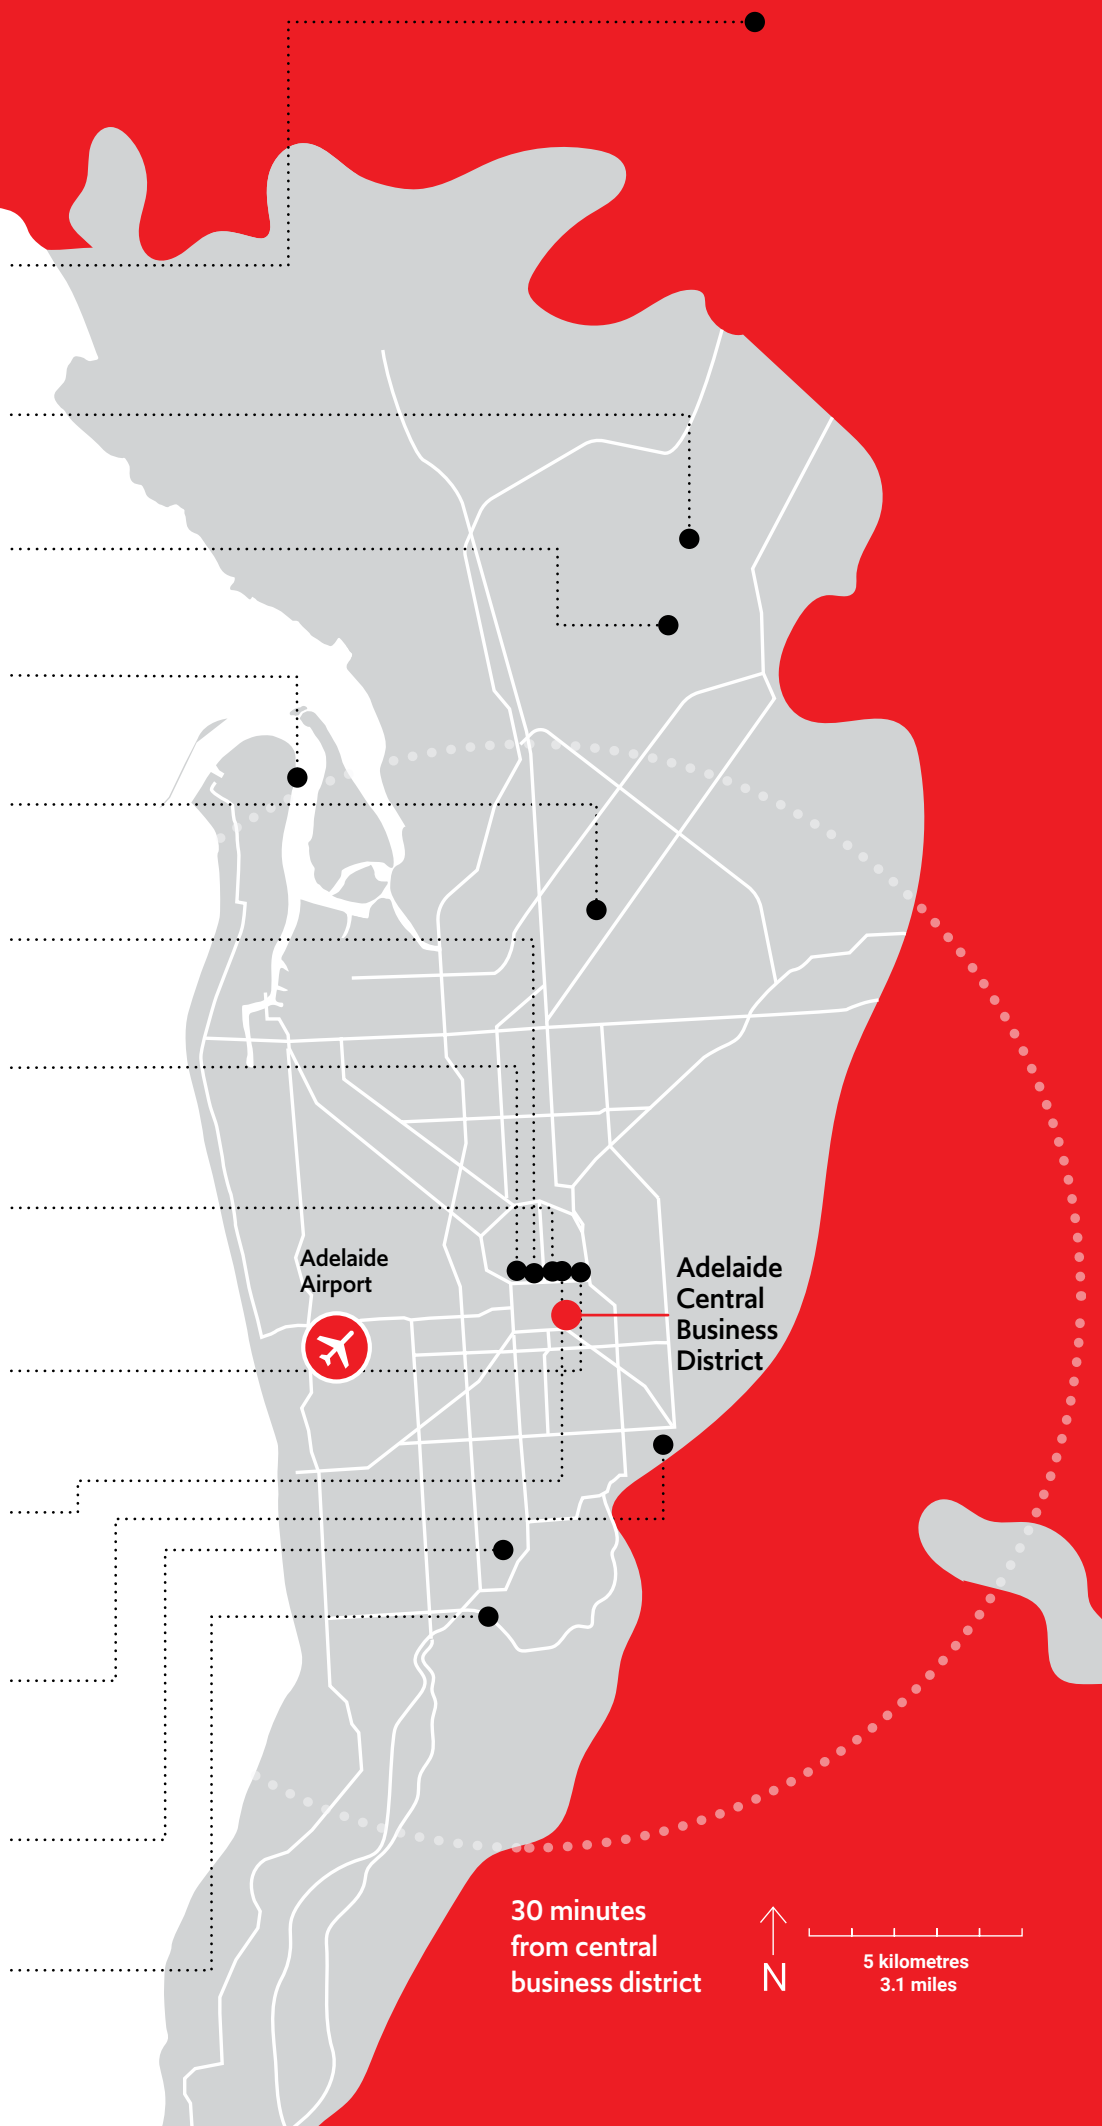 Adelaide
Airport
Adelaide
Central
Business
District
30 minutes
from central
business district
N
5 kilometres
3.1 miles